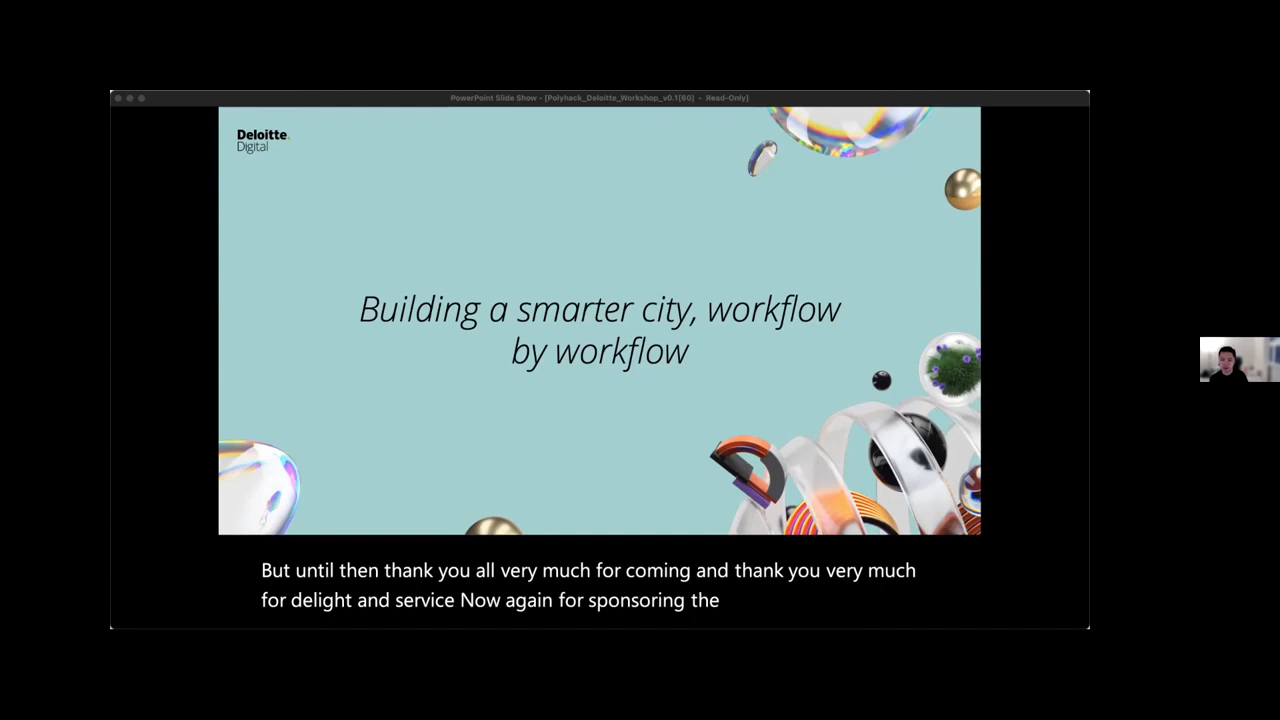 PowerPoint Slide Show - [Polyhack_Deloitte_Workshop_v0.1[60] - Read-Only]
Deloitte.
Digital
Building a smarter city, workflow
by workflow
But until then thank you all very much for coming and thank you very much
for delight and service Now again for sponsoring the